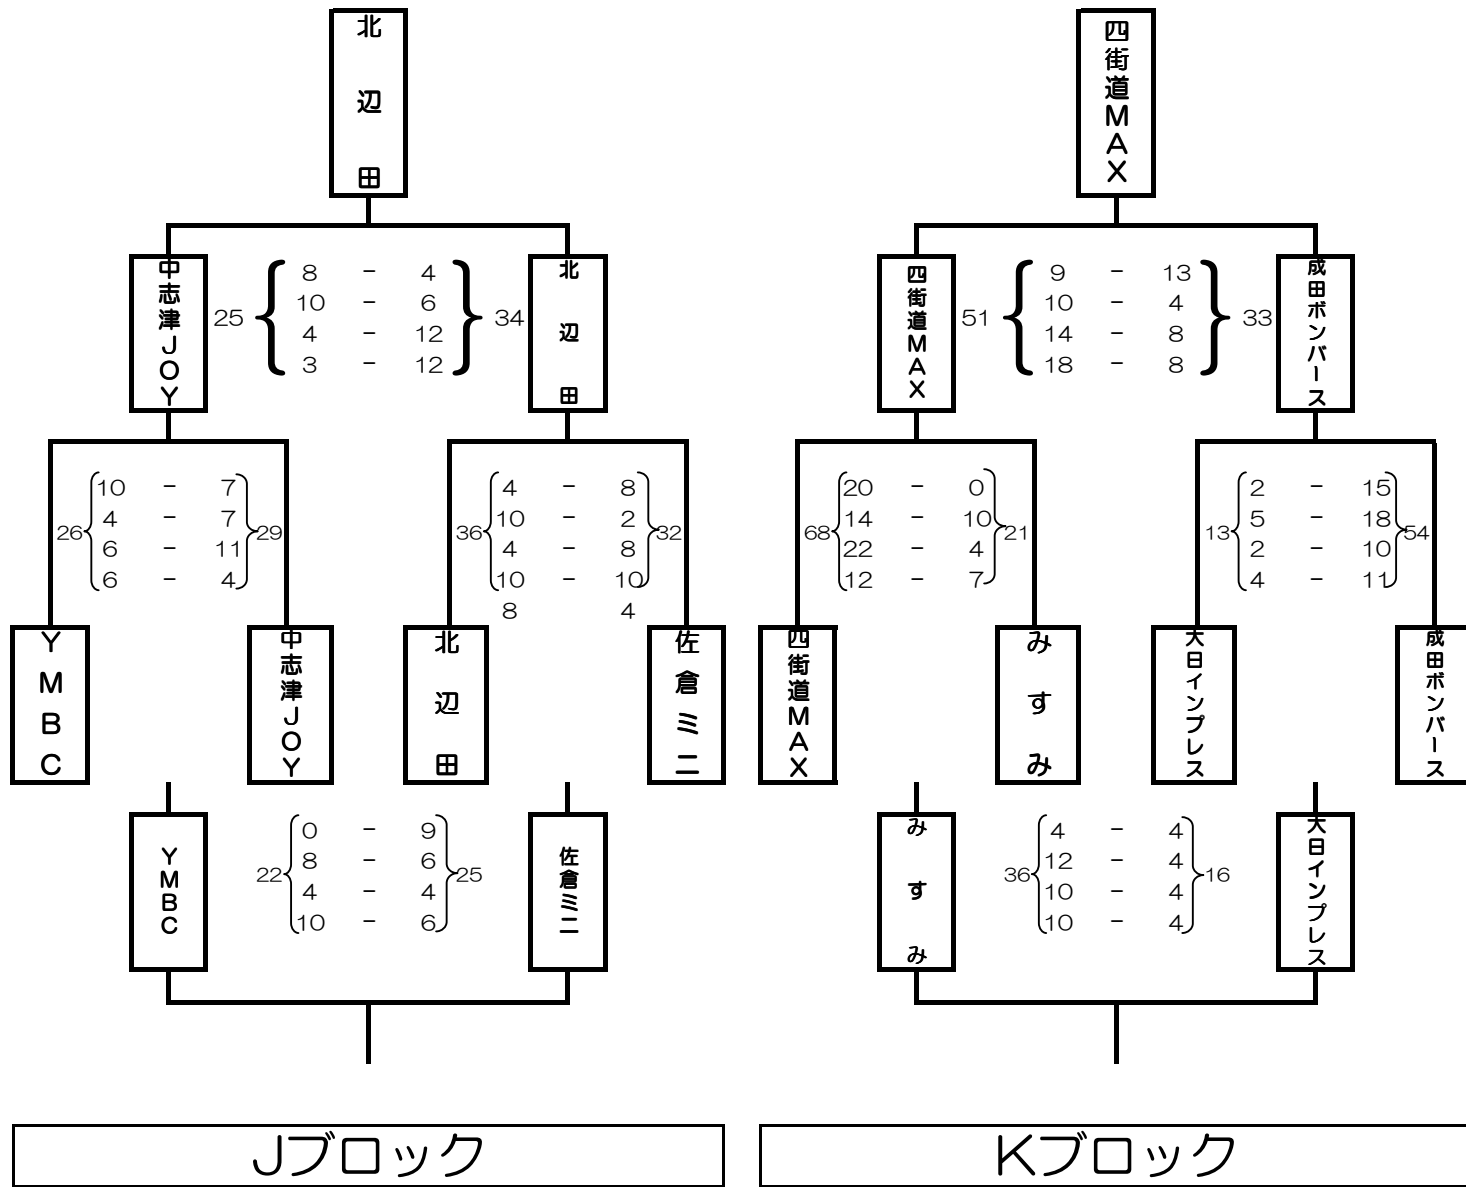 北辺田
四街道MAX
中志津JOY
25
8 - 4
10 - 6
4 - 12
3 - 12
34
北辺田
四街道MAX
51
9 - 13
10 - 4
14 - 8
18 - 8
33
成田ボンバース
26
10 - 7
4 - 7
6 - 11
6 - 4
29
36
4 - 8
10 - 2
4 - 8
10 - 10
8 4
32
68
20 - 0
14 - 10
22 - 4
12 - 7
21
13
2 - 15
5 - 18
2 - 10
4 - 11
54
YMBC
中志津JOY
北辺田
佐倉ミニ
四街道MAX
みすみ
大日インプレス
成田ボンバース
YMBC
22
0 - 9
8 - 6
4 - 4
10 - 6
25
佐倉ミニ
みすみ
36
4 - 4
12 - 4
10 - 4
10 - 4
16
大日インプレス
Jブロック
Kブロック